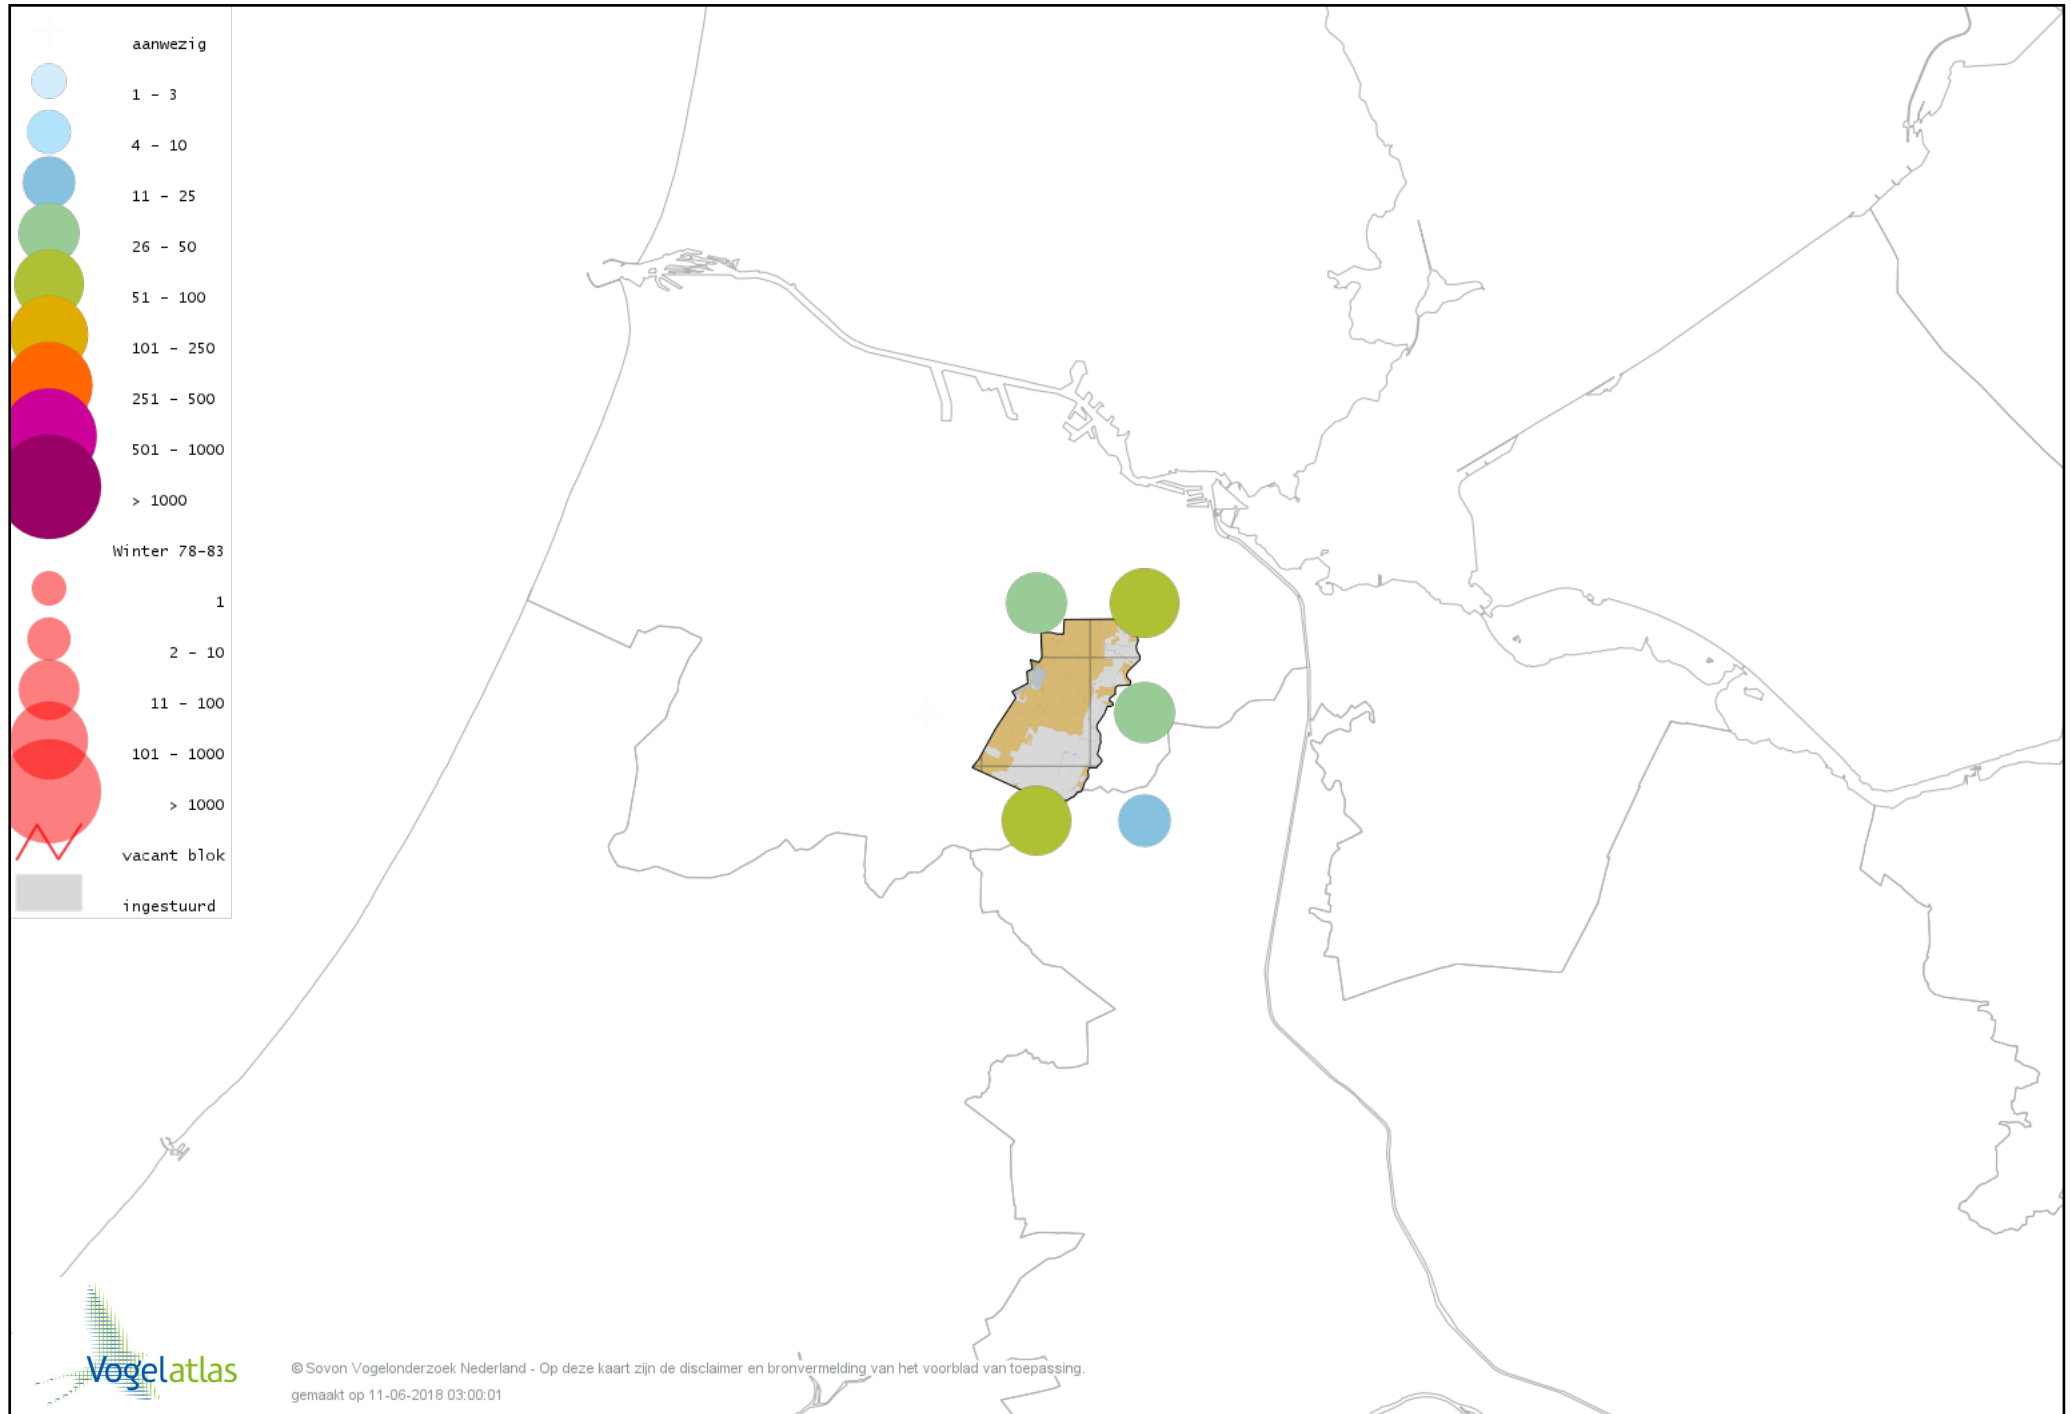 aanwezig
1 - 3
4 - 10
11 - 25
26 - 50
51 - 100
101 - 250
251 - 500
501 - 1000
> 1000
Winter 78-83
1
2 - 10
11 - 100
101 - 1000
> 1000
vacant blok
ingestuurd
Vogelatlas
© Sovon Vogelonderzoek Nederland - Op deze kaart zijn de disclaimer en bronvermelding van het voorblad van toepassing.
gemaakt op 11-06-2018 03:00:01